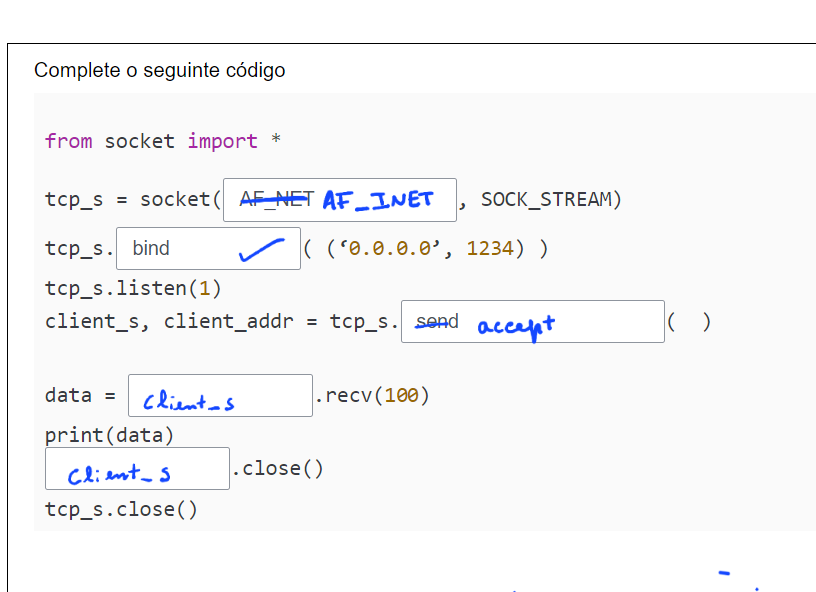 Complete o seguinte código
from socket import *
tcp_s = socket( AF_NET AF_INET , SOCK_STREAM)
tcp_s. bind ( (‘0.0.0.0’, 1234) )
tcp_s.listen(1)
client_s, client_addr = tcp_s. send accept ( )
data = client_s .recv(100)
print(data)
client_s .close()
tcp_s.close()